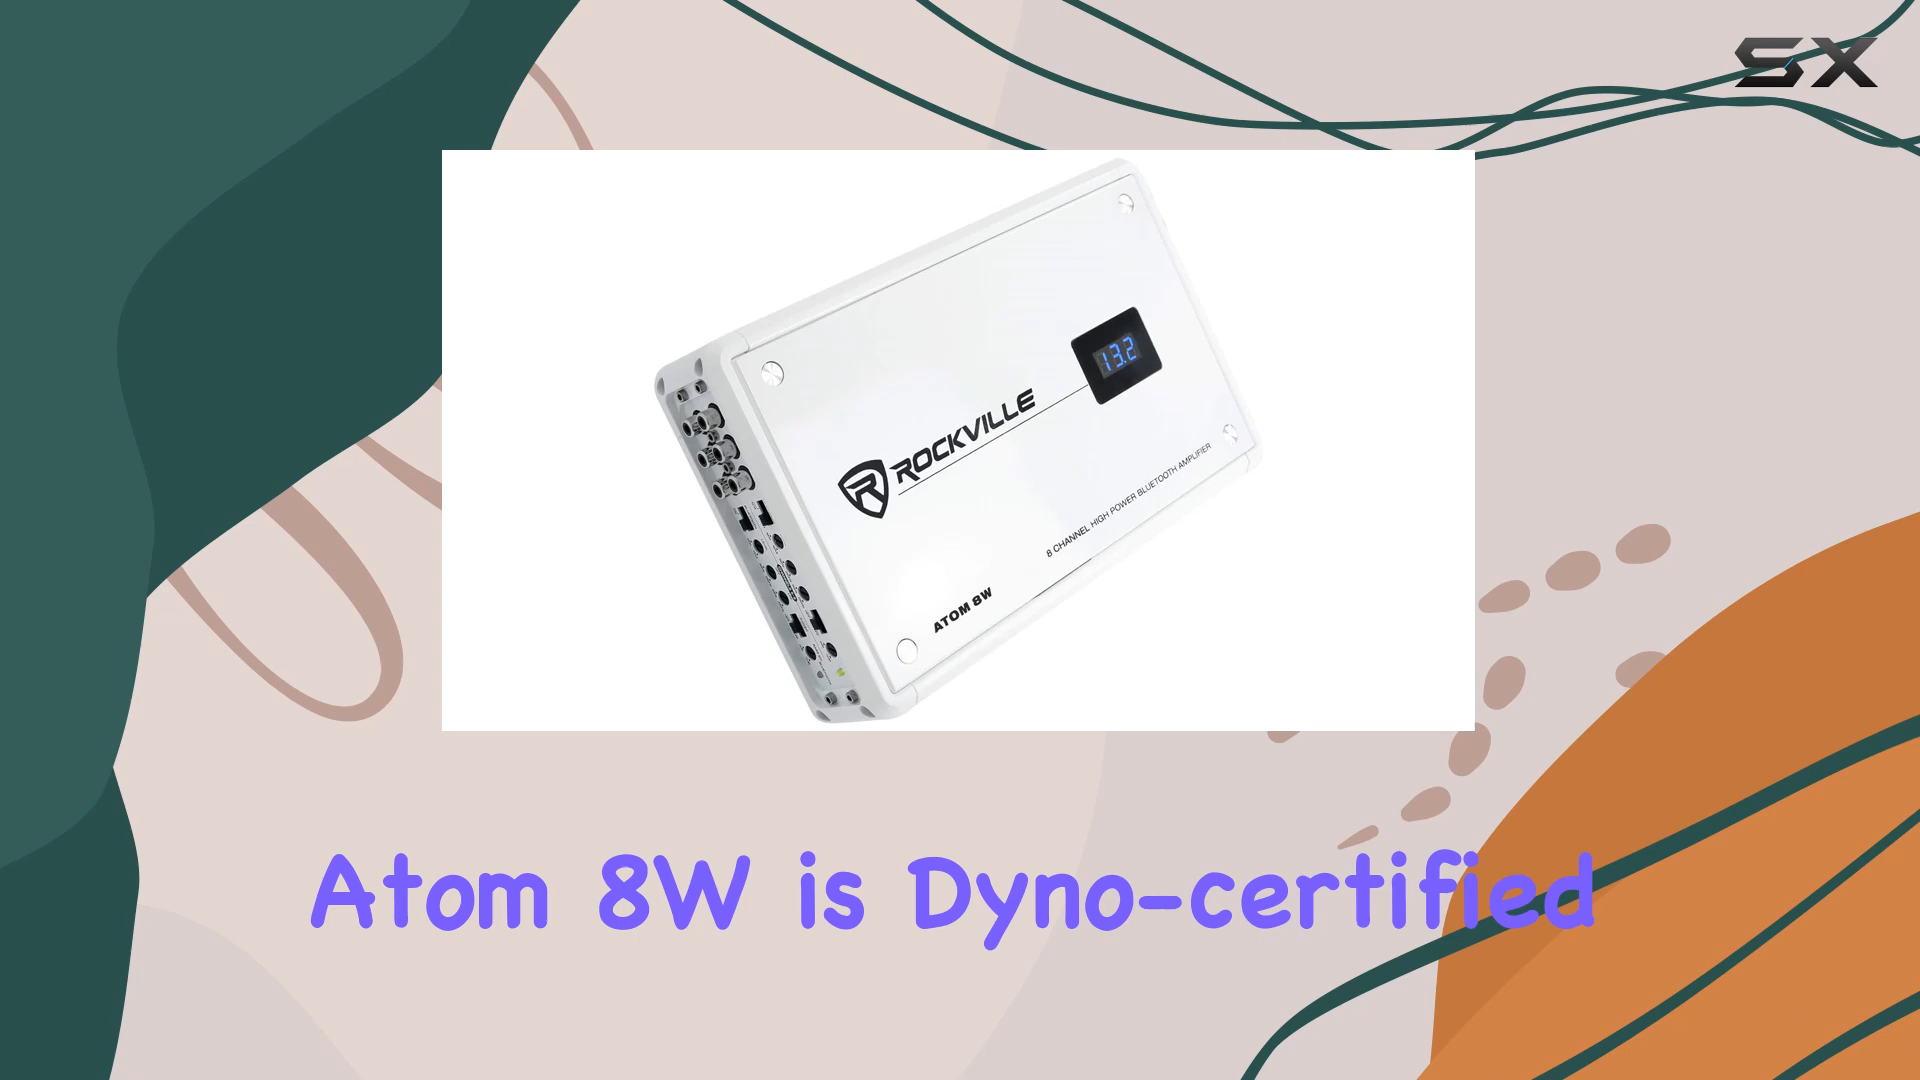 SX
13.2
ROCKVILLE
8 CHANNEL HIGH POWER BLUETOOTH AMPLIFIER
ATOM 8W
Atom 8W is Dyno-certified